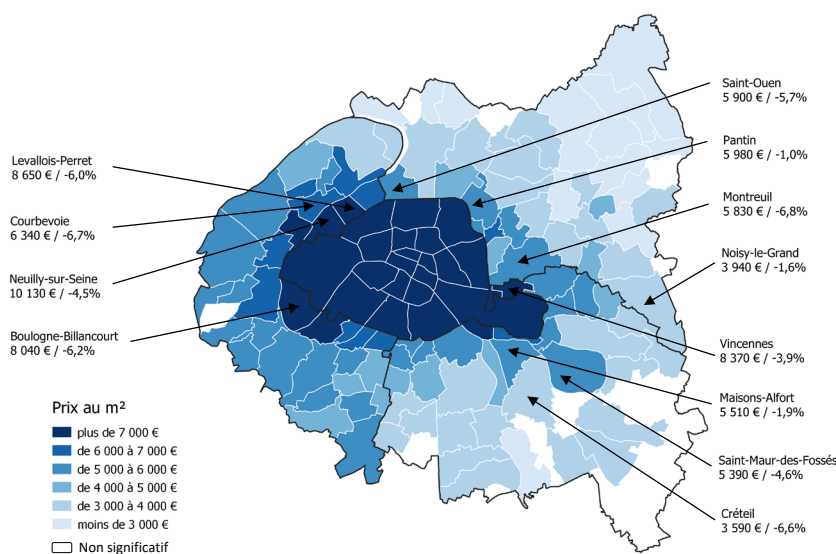 Levallois-Perret
8 650 € / -6,0%
Courbevoie
6 340 € / -6,7%
Neuilly-sur-Seine
10 130 € / -4,5%
Boulogne-Billancourt
8 040 € / -6,2%
Saint-Ouen
5 900 € / -5,7%
Pantin
5 980 € / -1,0%
Montreuil
5 830 € / -6,8%
Noisy-le-Grand
3 940 € / -1,6%
Vincennes
8 370 € / -3,9%
Maisons-Alfort
5 510 € / -1,9%
Saint-Maur-des-Fossés
5 390 € / -4,6%
Créteil
3 590 € / -6,6%
Prix au m²
plus de 7 000 €
de 6 000 à 7 000 €
de 5 000 à 6 000 €
de 4 000 à 5 000 €
de 3 000 à 4 000 €
moins de 3 000 €
Non significatif